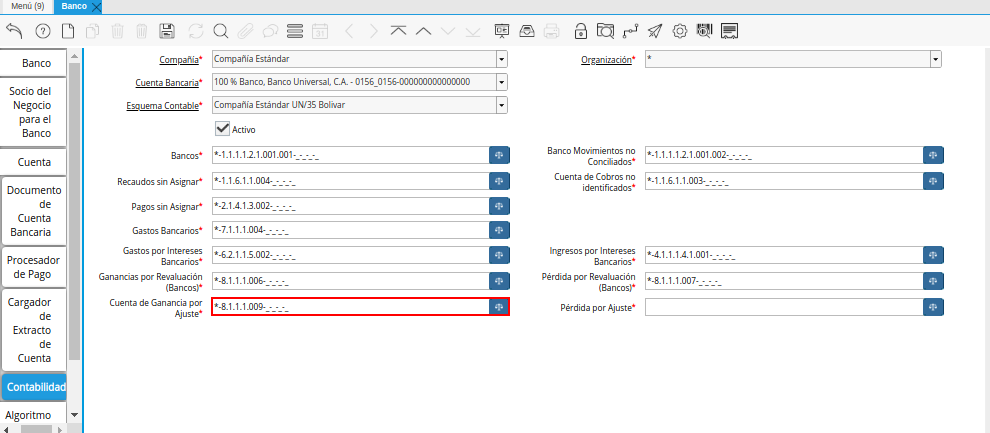 Menú (9)
Banco
Banco
Socio del
Negocio
para el
Banco
Cuenta
Documento
de
Cuenta
Bancaria
Procesador
de Pago
Cargador
de
Extracto
de
Cuenta
Contabilidad
Algoritmo
Compañía* Compañía Estándar
Organización* *
Cuenta Bancaria* 100 % Banco, Banco Universal, C.A. - 0156_0156-000000000000000
Esquema Contable* Compañía Estándar UN/35 Bolivar
Activo
Bancos* *-1.1.1.1.2.1.001.001-_-_-_-_
Banco Movimientos no
Conciliados* *-1.1.1.1.2.1.001.002-_-_-_-_
Recaudos sin Asignar* *-1.1.6.1.1.004-_-_-_-_
Cuenta de Cobros no
identificados* *-1.1.6.1.1.003-_-_-_-_
Pagos sin Asignar* *-2.1.4.1.3.002-_-_-_-_
Gastos Bancarios* *-7.1.1.1.004-_-_-_-_
Gastos por Intereses
Bancarios* *-6.2.1.1.5.002-_-_-_-_
Ingresos por Intereses
Bancarios* *-4.1.1.1.4.1.001-_-_-_-_
Ganancias por Revaluación
(Bancos)* *-8.1.1.1.006-_-_-_-_
Pérdida por Revaluación
(Bancos)* *-8.1.1.1.007-_-_-_-_
Cuenta de Ganancia por
Ajuste* *-8.1.1.1.009-_-_-_-_
Pérdida por Ajuste*